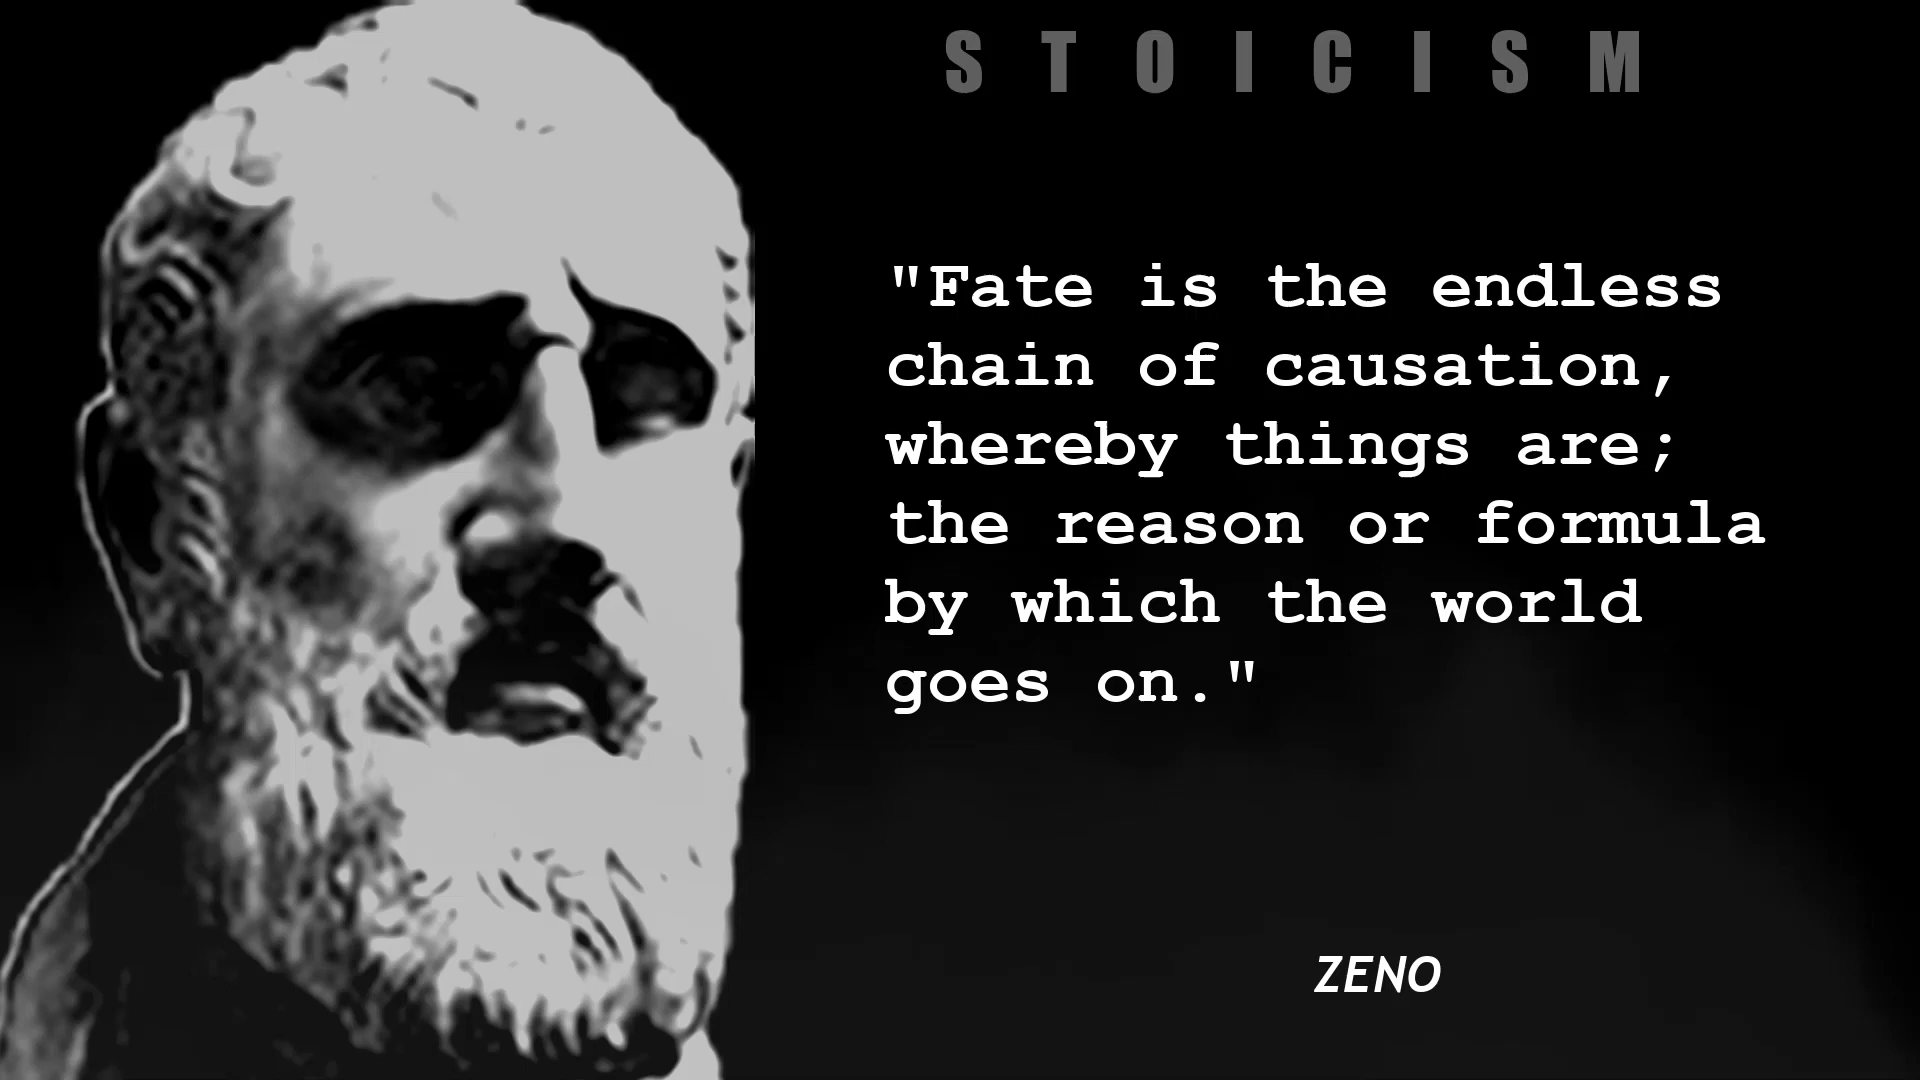 STOICISM
"Fate is the endless
chain of causation,
whereby things are;
the reason or formula
by which the world
goes on."
ZENO